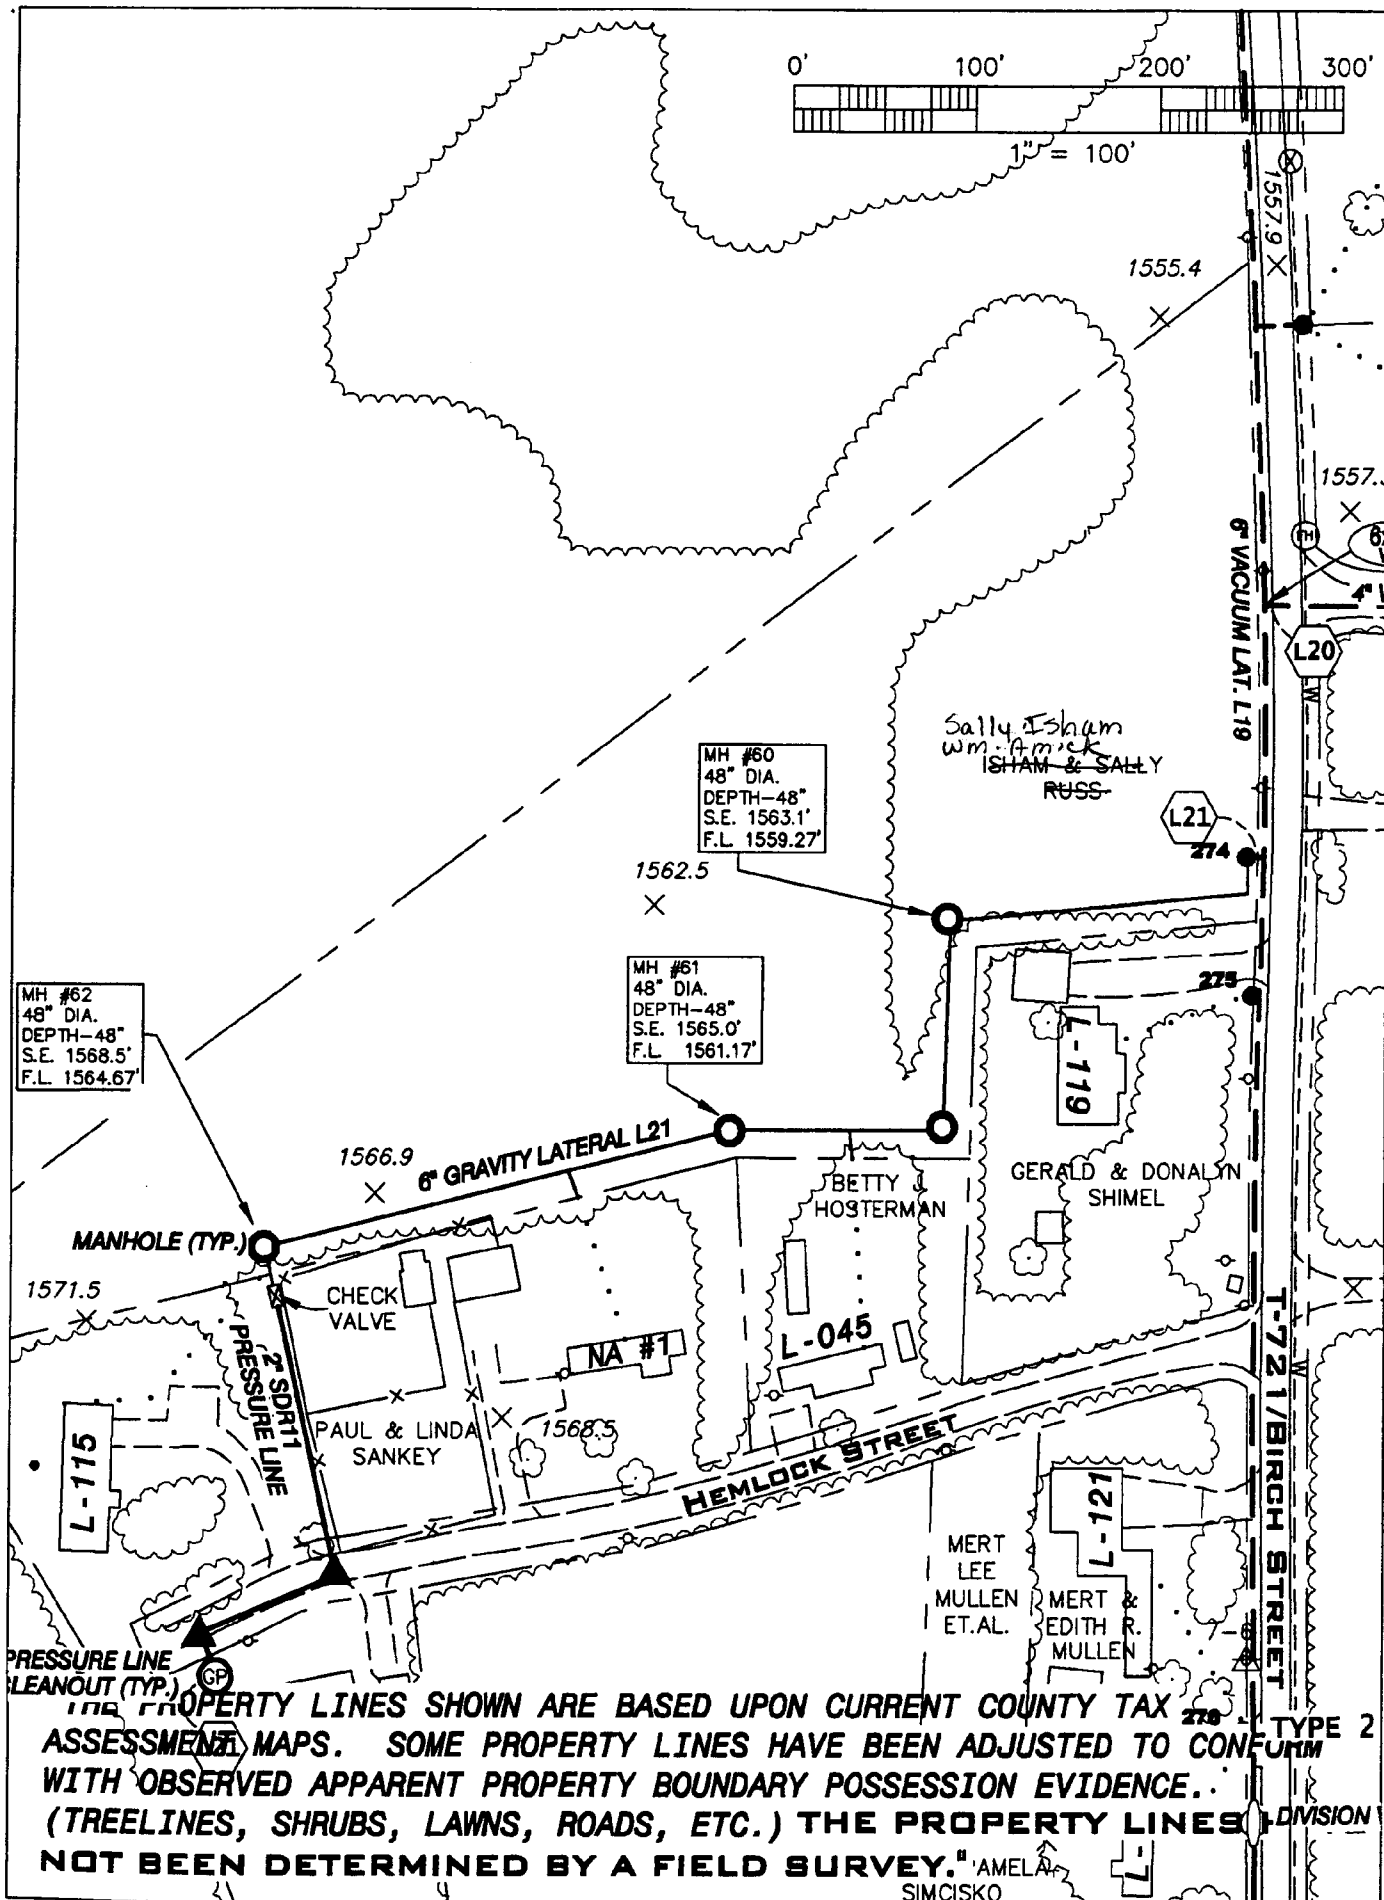 0' 100' 200' 300'
1" = 100'
1557.9
1555.4
6" VACUUM LAT. L19
4"
L20
Sally Isham
Wm. Amick
ISHAM & SALLY
RUSS
MH #60
48" DIA.
DEPTH-48"
S.E. 1563.1'
F.L. 1559.27'
L21
274
1562.5
MH #61
48" DIA.
DEPTH-48"
S.E. 1565.0'
F.L. 1561.17'
275
MH #62
48" DIA.
DEPTH-48"
S.E. 1568.5'
F.L. 1564.67'
L-119
6" GRAVITY LATERAL L21
1566.9
GERALD & DONALYN
SHIMEL
BETTY J.
HOSTERMAN
MANHOLE (TYP.)
1571.5
CHECK
VALVE
2" SDR11
PRESSURE LINE
NA #1
L-045
T-721/BIRCH STREET
L-115
PAUL & LINDA
SANKEY
1568.5
HEMLOCK STREET
L-121
MERT
LEE
MULLEN
ET.AL.
MERT &
EDITH R.
MULLEN
PRESSURE LINE
CLEANOUT (TYP.)
GP
THE PROPERTY LINES SHOWN ARE BASED UPON CURRENT COUNTY TAX
276
TYPE 2
ASSESSMENT MAPS. SOME PROPERTY LINES HAVE BEEN ADJUSTED TO CONFORM
WITH OBSERVED APPARENT PROPERTY BOUNDARY POSSESSION EVIDENCE.
(TREELINES, SHRUBS, LAWNS, ROADS, ETC.) THE PROPERTY LINES
DIVISION
NOT BEEN DETERMINED BY A FIELD SURVEY."
'AMELA
SIMCISKO
L-